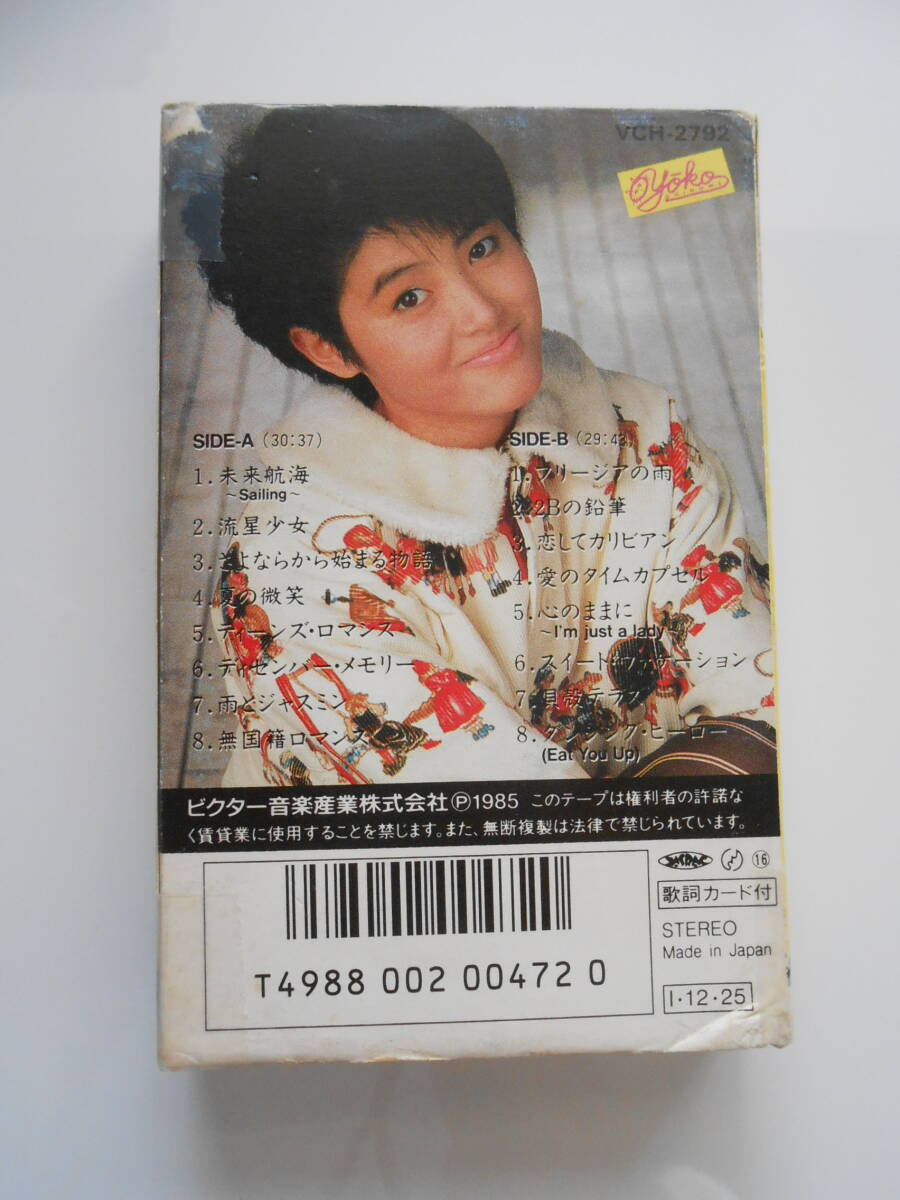 VCH-2792
Yōko
OGINOME
SIDE-A (30:37)
1.未来航海
~Sailing~
2.流星少女
3.さよならから始まる物語
4.夏の微笑
5.ティーンズ・ロマンス
6.ディセンバー・メモリー
7.雨とジャスミン
8.無国籍ロマンス
SIDE-B (29:43)
1.フリージアの雨
2.2Bの鉛筆
3.恋してカリビアン
4.愛のタイムカプセル
5.心のままに
~I'm just a lady~
6.スイート・ヴァケーション
7.貝殻テラス
8.ダンシング・ヒーロー
(Eat You Up)
ビクター音楽産業株式会社Ⓟ1985 このテープは権利者の許諾な
く賃貸業に使用することを禁じます。また、無断複製は法律で禁じられています。
JASRAC ⑯
歌詞カード付
STEREO
Made in Japan
I・12・25
T4988 002 00472 0